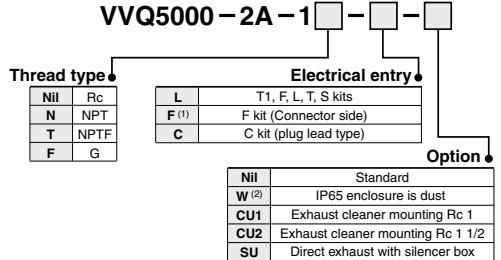 VVQ5000 – 2A – 1 – –
Thread type
Nil Rc
N NPT
T NPTF
F G
Electrical entry
L T1, F, L, T, S kits
F (1) F kit (Connector side)
C C kit (plug lead type)
Option
Nil Standard
W (2) IP65 enclosure is dust
CU1 Exhaust cleaner mounting Rc 1
CU2 Exhaust cleaner mounting Rc 1 1/2
SU Direct exhaust with silencer box